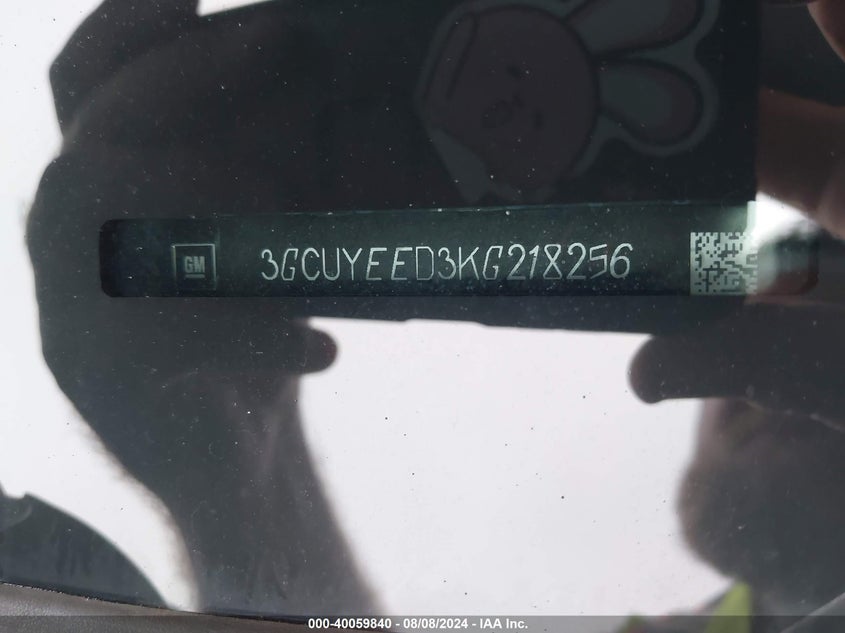 GM
3GCUYEED3KG218256
000-40059840 - 08/08/2024 - IAA Inc.